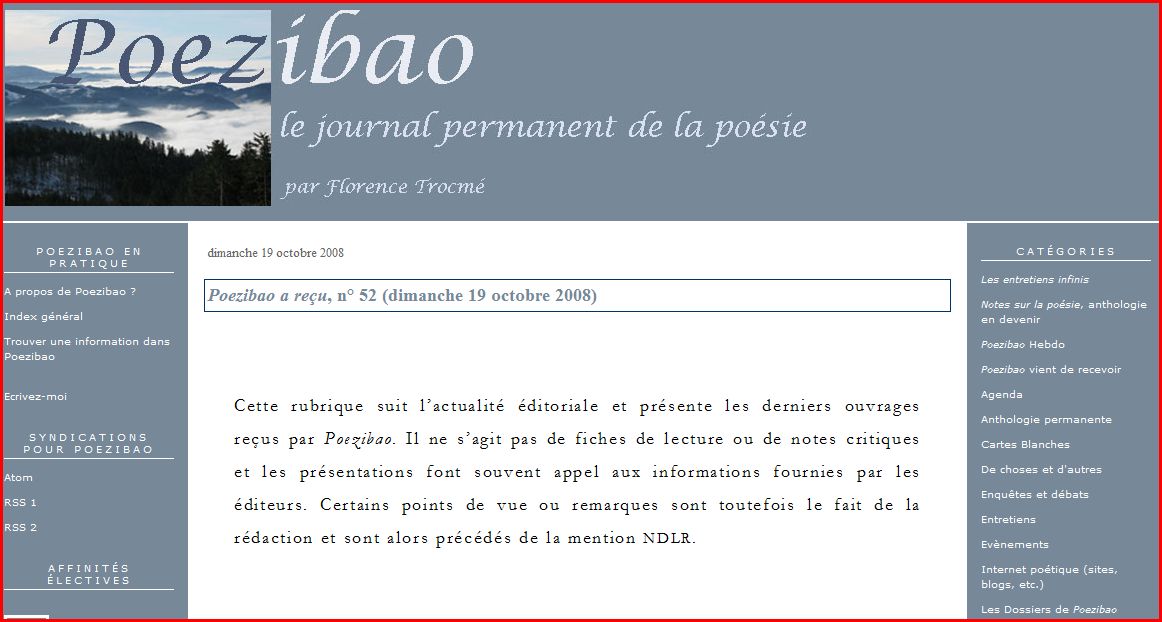 Poezibao
le journal permanent de la poésie
par Florence Trocmé
POEZIBAO EN
PRATIQUE
A propos de Poezibao ?
Index général
Trouver une information dans
Poezibao
Ecrivez-moi
SYNDICATIONS
POUR POEZIBAO
Atom
RSS 1
RSS 2
AFFINITÉS
ÉLECTIVES
dimanche 19 octobre 2008
Poezibao a reçu, n° 52 (dimanche 19 octobre 2008)
Cette rubrique suit l’actualité éditoriale et présente les derniers ouvrages
reçus par Poezibao. Il ne s’agit pas de fiches de lecture ou de notes critiques
et les présentations font souvent appel aux informations fournies par les
éditeurs. Certains points de vue ou remarques sont toutefois le fait de la
rédaction et sont alors précédés de la mention NDLR.
CATÉGORIES
Les entretiens infinis
Notes sur la poésie, anthologie
en devenir
Poezibao Hebdo
Poezibao vient de recevoir
Agenda
Anthologie permanente
Cartes Blanches
De choses et d'autres
Enquêtes et débats
Entretiens
Evènements
Internet poétique (sites,
blogs, etc.)
Les Dossiers de Poezibao